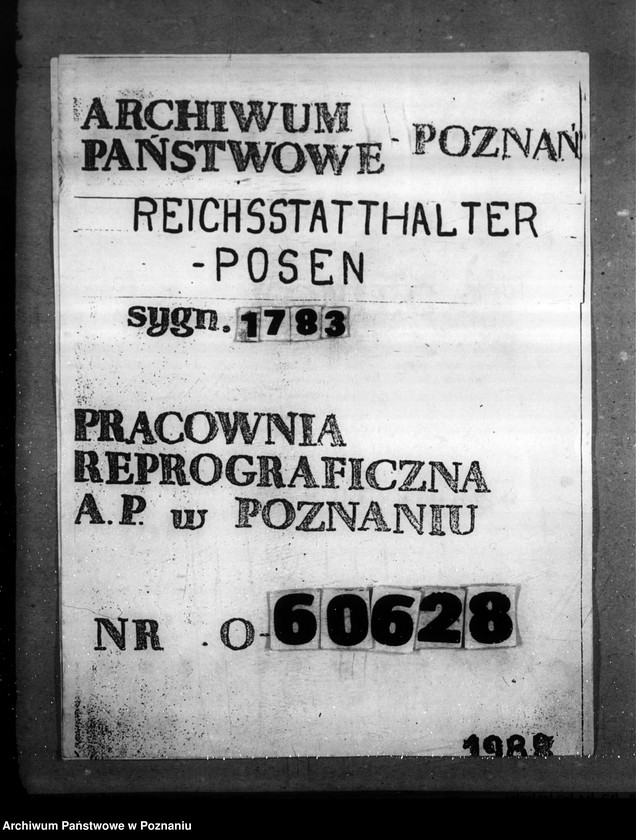 ARCHIWUM
PAŃSTWOWE - POZNAŃ
REICHSSTATTHALTER
-POSEN
sygn. 1783
PRACOWNIA
REPROGRAFICZNA
A.P. w POZNANIU
NR . O-60628
Archiwum Państwowe w Poznaniu